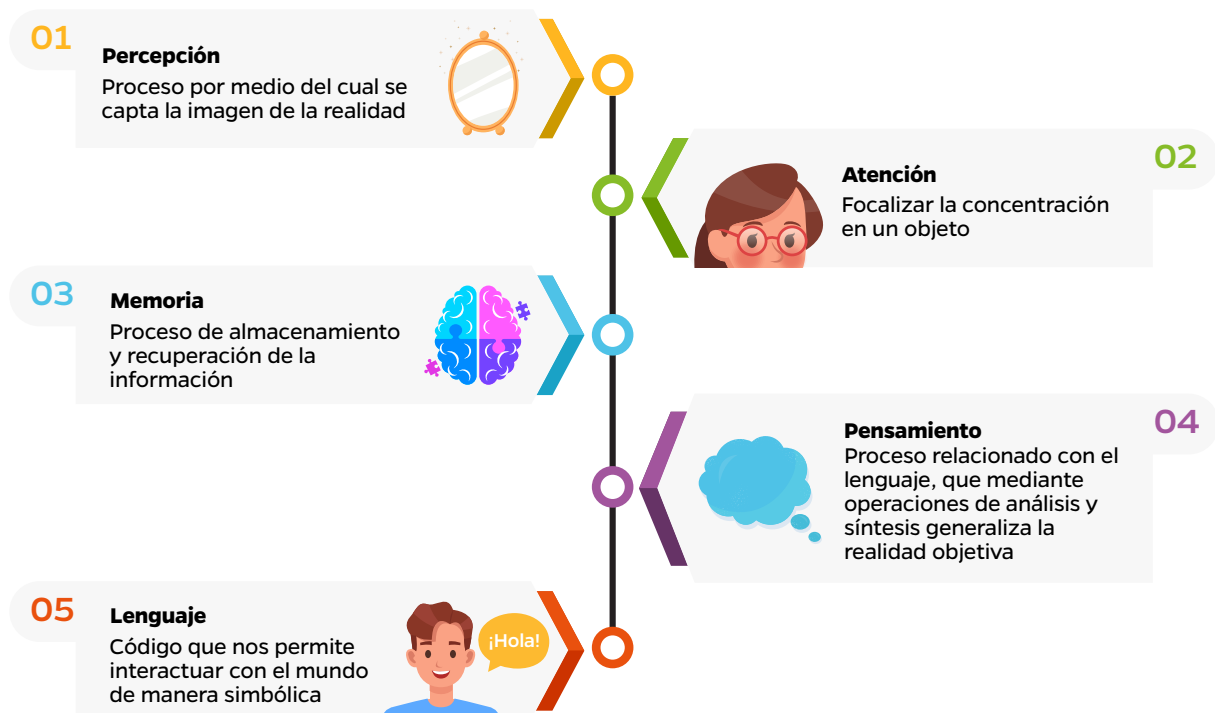 01
Percepción
Proceso por medio del cual se
capta la imagen de la realidad
02
Atención
Focalizar la concentración
en un objeto
03
Memoria
Proceso de almacenamiento
y recuperación de la
información
04
Pensamiento
Proceso relacionado con el
lenguaje, que mediante
operaciones de análisis y
síntesis generaliza la
realidad objetiva
05
Lenguaje
Código que nos permite
interactuar con el mundo
de manera simbólica
¡Hola!